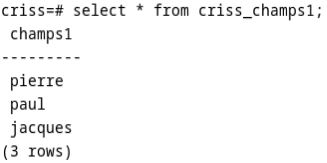 criss=# select * from criss_champs1;
champs1
---------
pierre
paul
jacques
(3 rows)